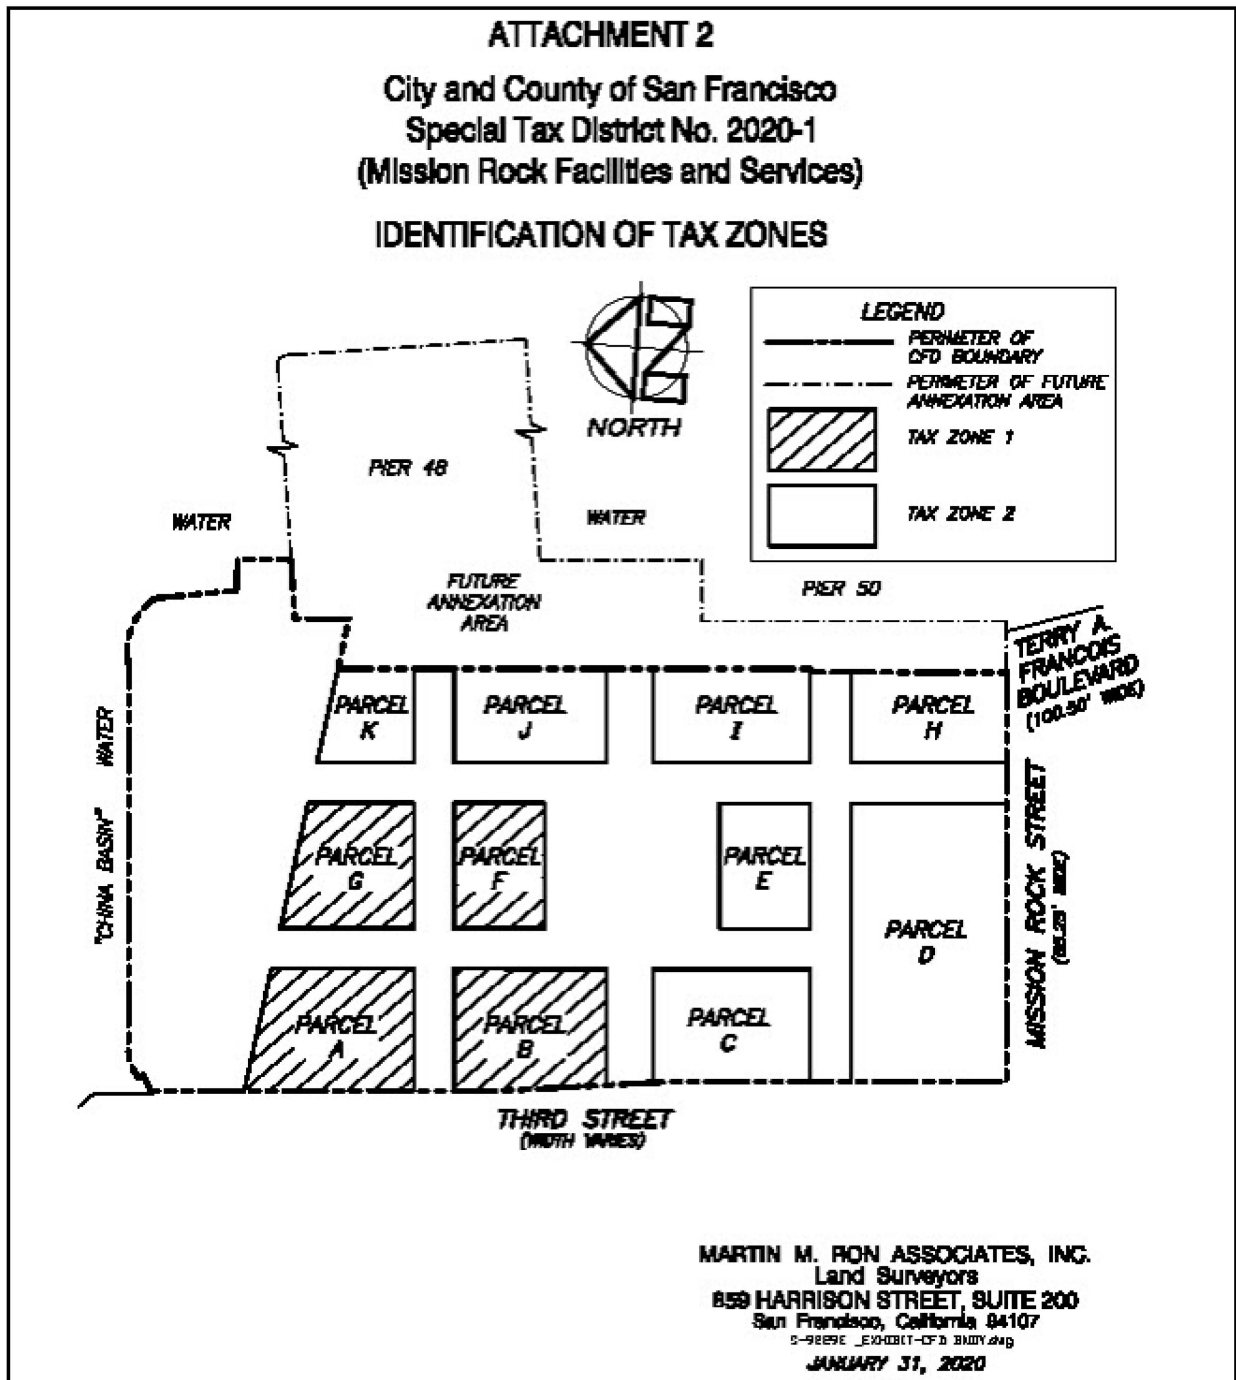 ATTACHMENT 2
City and County of San Francisco
Special Tax District No. 2020-1
(Mission Rock Facilities and Services)
IDENTIFICATION OF TAX ZONES
NORTH
LEGEND
PERIMETER OF
CFD BOUNDARY
PERIMETER OF FUTURE
ANNEXATION AREA
TAX ZONE 1
TAX ZONE 2
PIER 48
WATER
WATER
FUTURE
ANNEXATION
AREA
PIER 50
TERRY A.
FRANCOIS
BOULEVARD
(100.50' WIDE)
PARCEL
K
PARCEL
J
PARCEL
I
PARCEL
H
"CHINA BASIN" WATER
PARCEL
G
PARCEL
F
PARCEL
E
PARCEL
D
MISSION ROCK STREET
WIDE)
PARCEL
A
PARCEL
B
PARCEL
C
THIRD STREET
(WIDTH VARIES)
MARTIN M. RON ASSOCIATES, INC.
Land Surveyors
859 HARRISON STREET, SUITE 200
San Francisco, California 94107
JANUARY 31, 2020